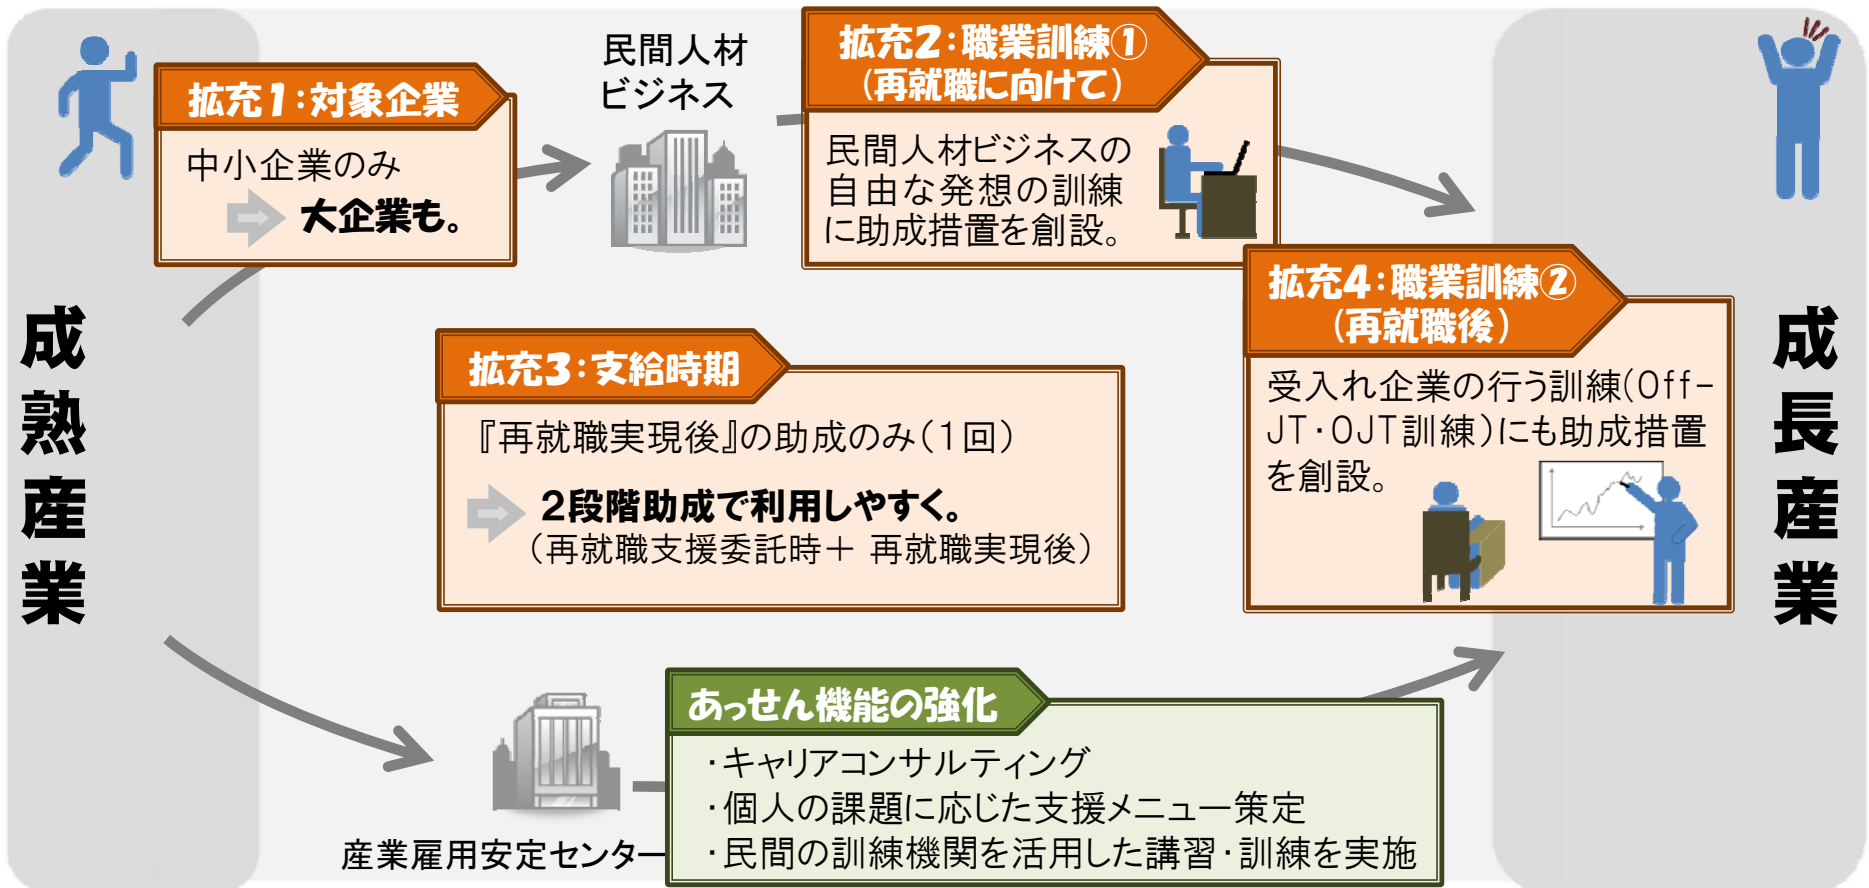 成熟産業
拡充1:対象企業
中小企業のみ
大企業も。
民間人材
ビジネス
拡充2:職業訓練①
(再就職に向けて)
民間人材ビジネスの
自由な発想の訓練
に助成措置を創設。
拡充3:支給時期
『再就職実現後』の助成のみ(1回)
2段階助成で利用しやすく。
(再就職支援委託時+ 再就職実現後)
拡充4:職業訓練②
(再就職後)
受入れ企業の行う訓練(Off-
JT・OJT訓練)にも助成措置
を創設。
産業雇用安定センター
あっせん機能の強化
・キャリアコンサルティング
・個人の課題に応じた支援メニュー策定
・民間の訓練機関を活用した講習・訓練を実施
成長産業